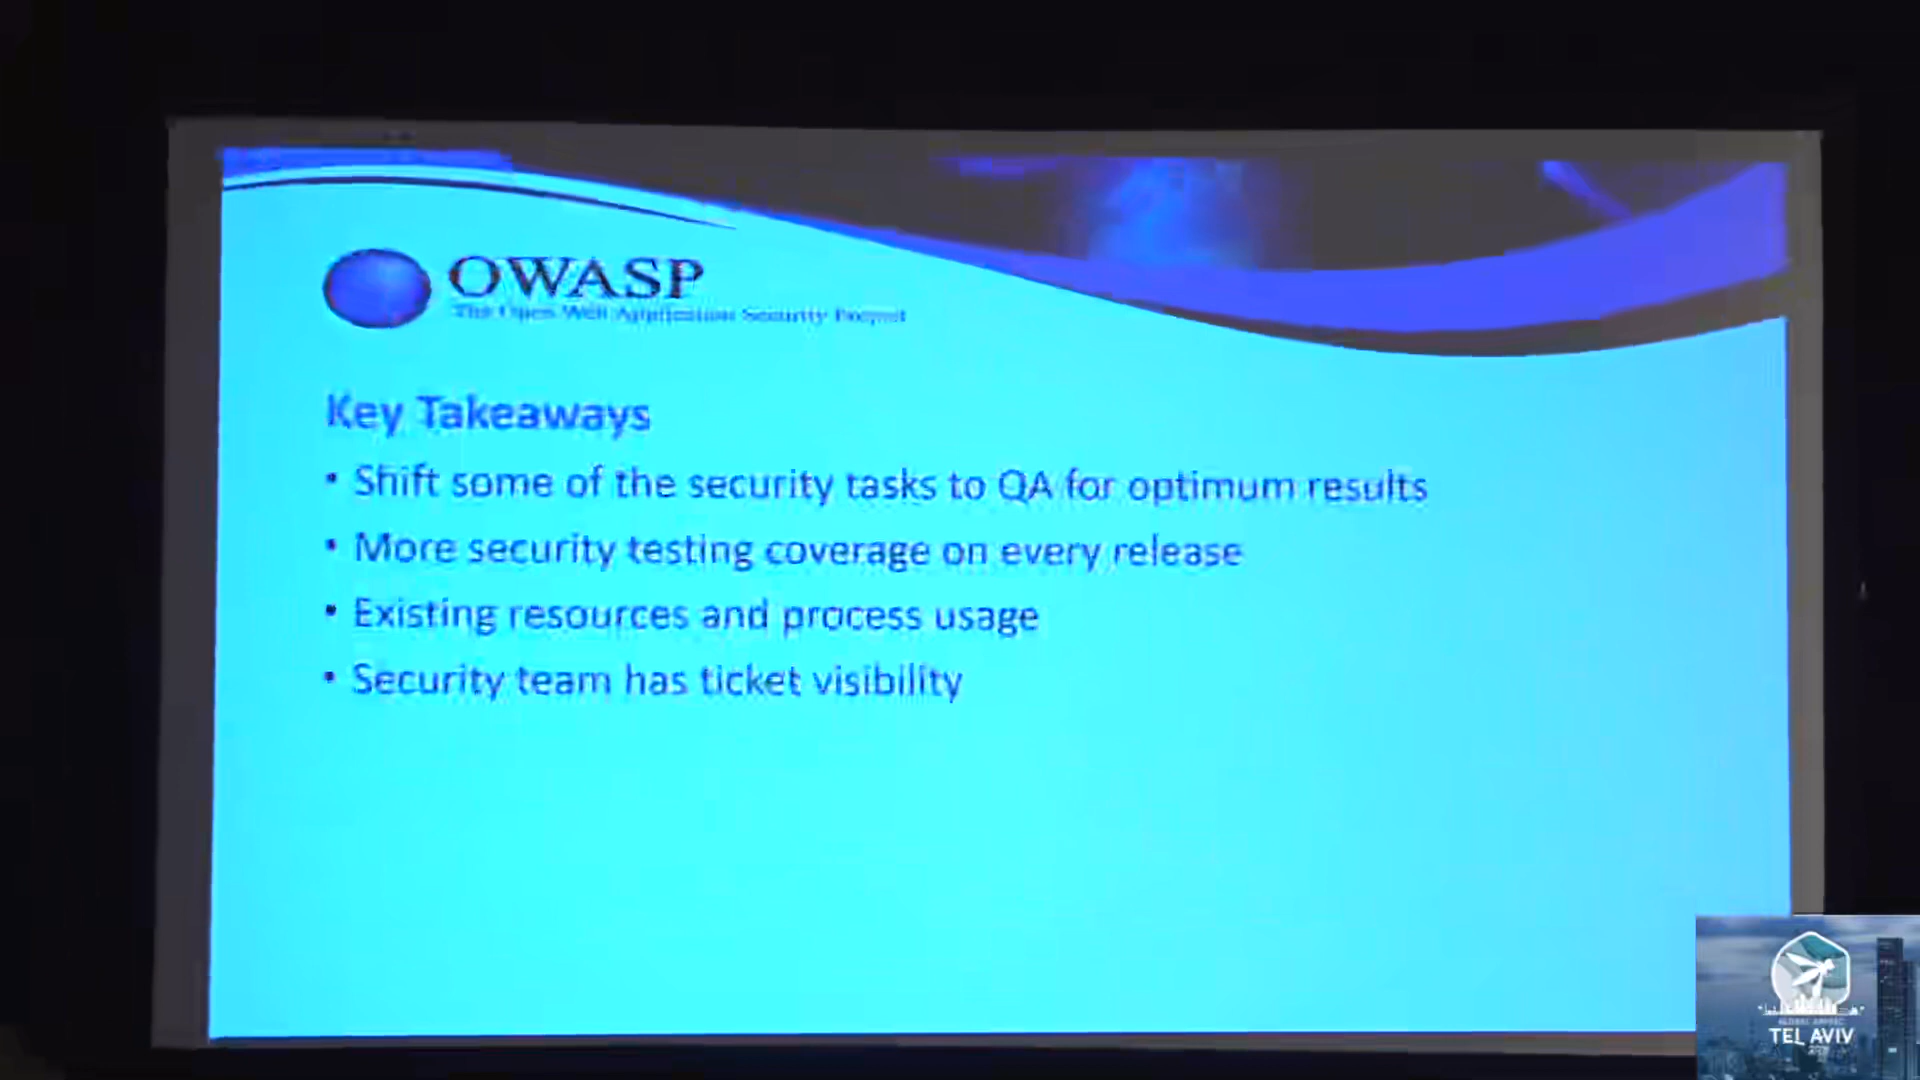 OWASP
The Open Web Application Security Project
Key Takeaways
• Shift some of the security tasks to QA for optimum results
• More security testing coverage on every release
• Existing resources and process usage
• Security team has ticket visibility
GLOBAL APPSEC
TEL AVIV